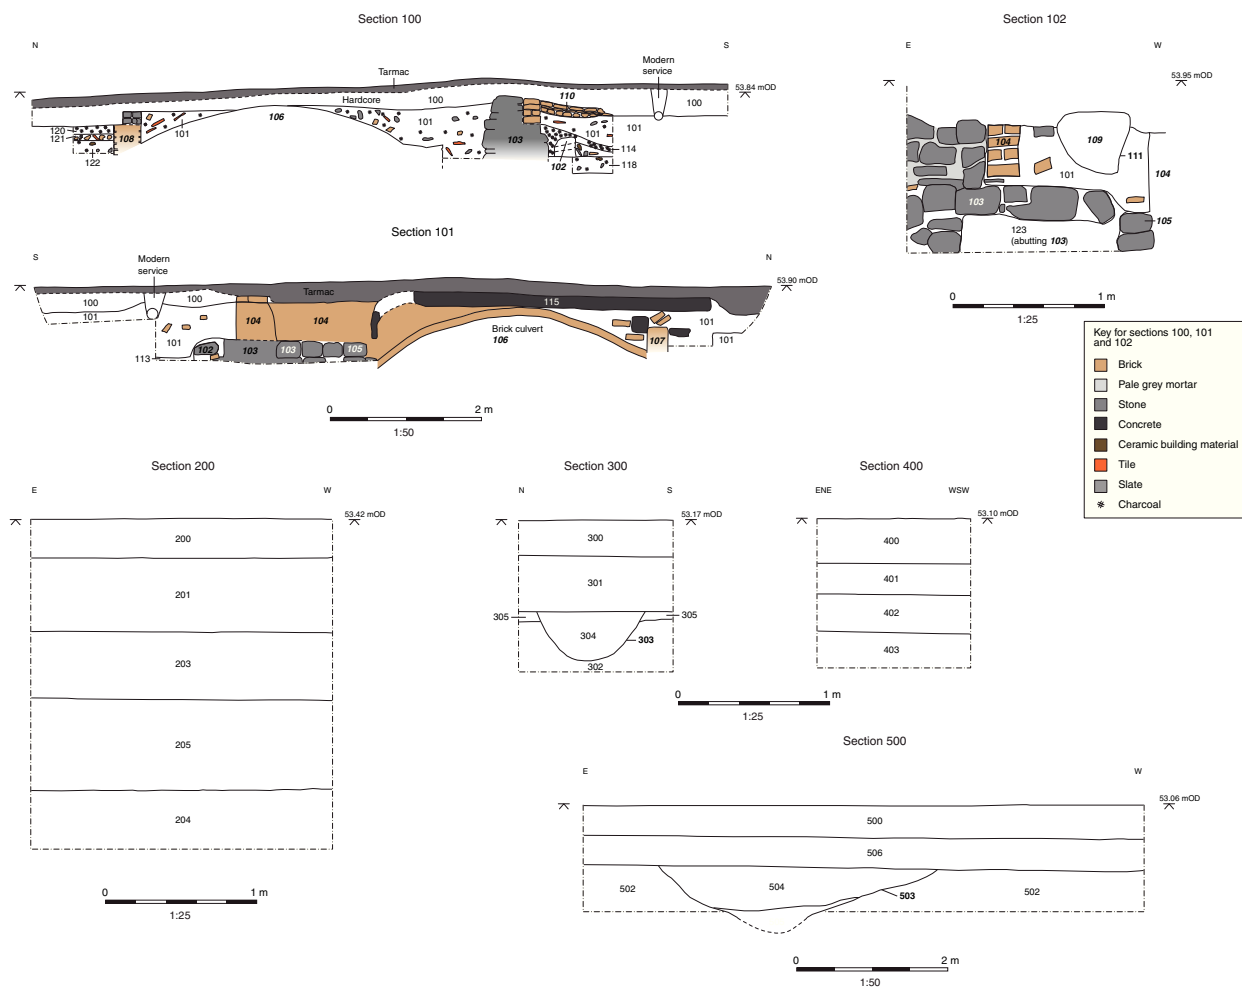 Section 100
N
S
Tarmac
Modern
service
53.84 mOD
Hardcore
100
110
100
120
121
108
101
106
101
103
101
101
114
102
118
122
Section 102
E
W
53.95 mOD
104
109
111
101
104
103
105
123
(abutting 103)
0
1 m
1:25
Section 101
S
N
Modern
service
53.90 mOD
100
100
Tarmac
115
101
104
104
101
Brick culvert
106
107
101
101
102
103
103
105
113
0
2 m
1:50
Key for sections 100, 101
and 102
Brick
Pale grey mortar
Stone
Concrete
Ceramic building material
Tile
Slate
Charcoal
Section 200
E
W
53.42 mOD
200
201
203
205
204
0
1 m
1:25
Section 300
N
S
53.17 mOD
300
301
305
305
304
303
302
Section 400
ENE
WSW
53.10 mOD
400
401
402
403
0
1 m
1:25
Section 500
E
W
53.06 mOD
500
506
502
504
503
502
0
2 m
1:50